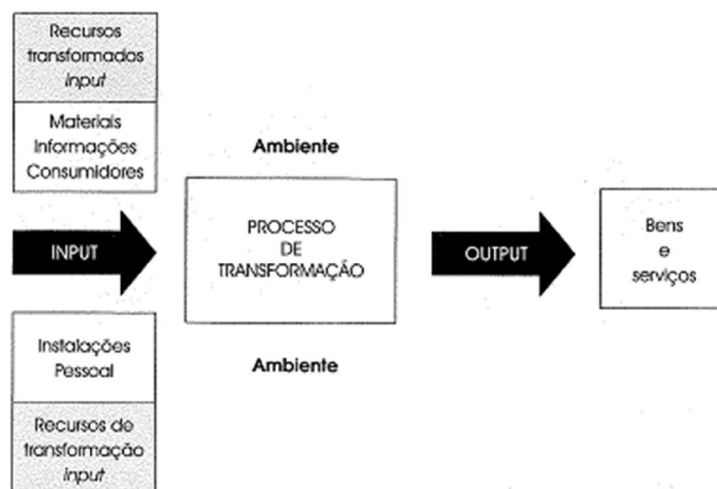 Recursos
transformados
input
Materiais
Informações
Consumidores
Ambiente
INPUT
PROCESSO
DE
TRANSFORMAÇÃO
OUTPUT
Bens
e
serviços
Ambiente
Instalações
Pessoal
Recursos de
transformação
input